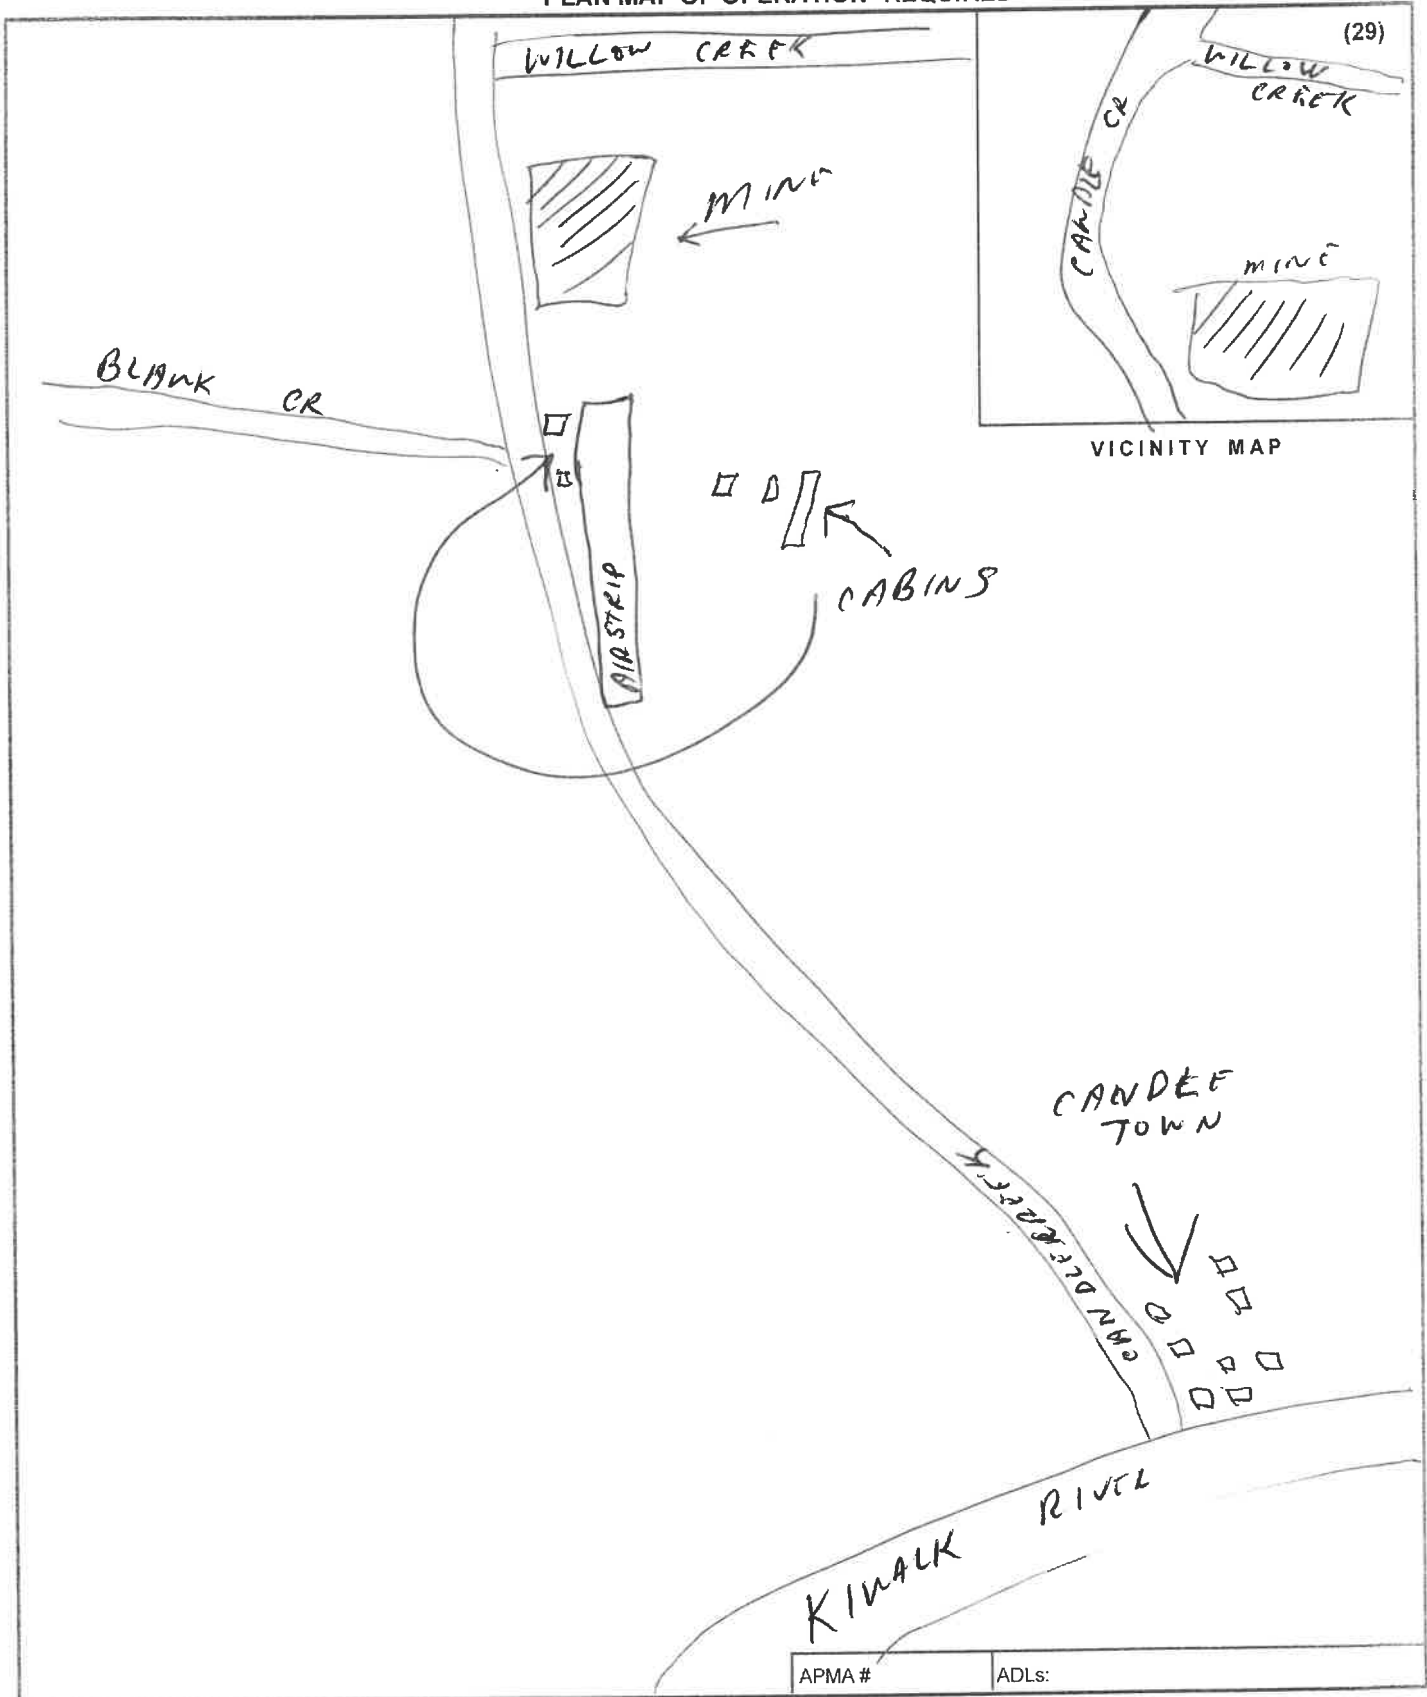 PLAN MAP OF OPERATION REQUIRED
(29)
WILLOW CREEK
WILLOW
CREEK
CANDLE CR
MINE
MINE
VICINITY MAP
BLANK CR
AIRSTRIP
CABINS
CANDLE
TOWN
CANDLE CREEK
KIWALK RIVER
APMA #
ADLs: